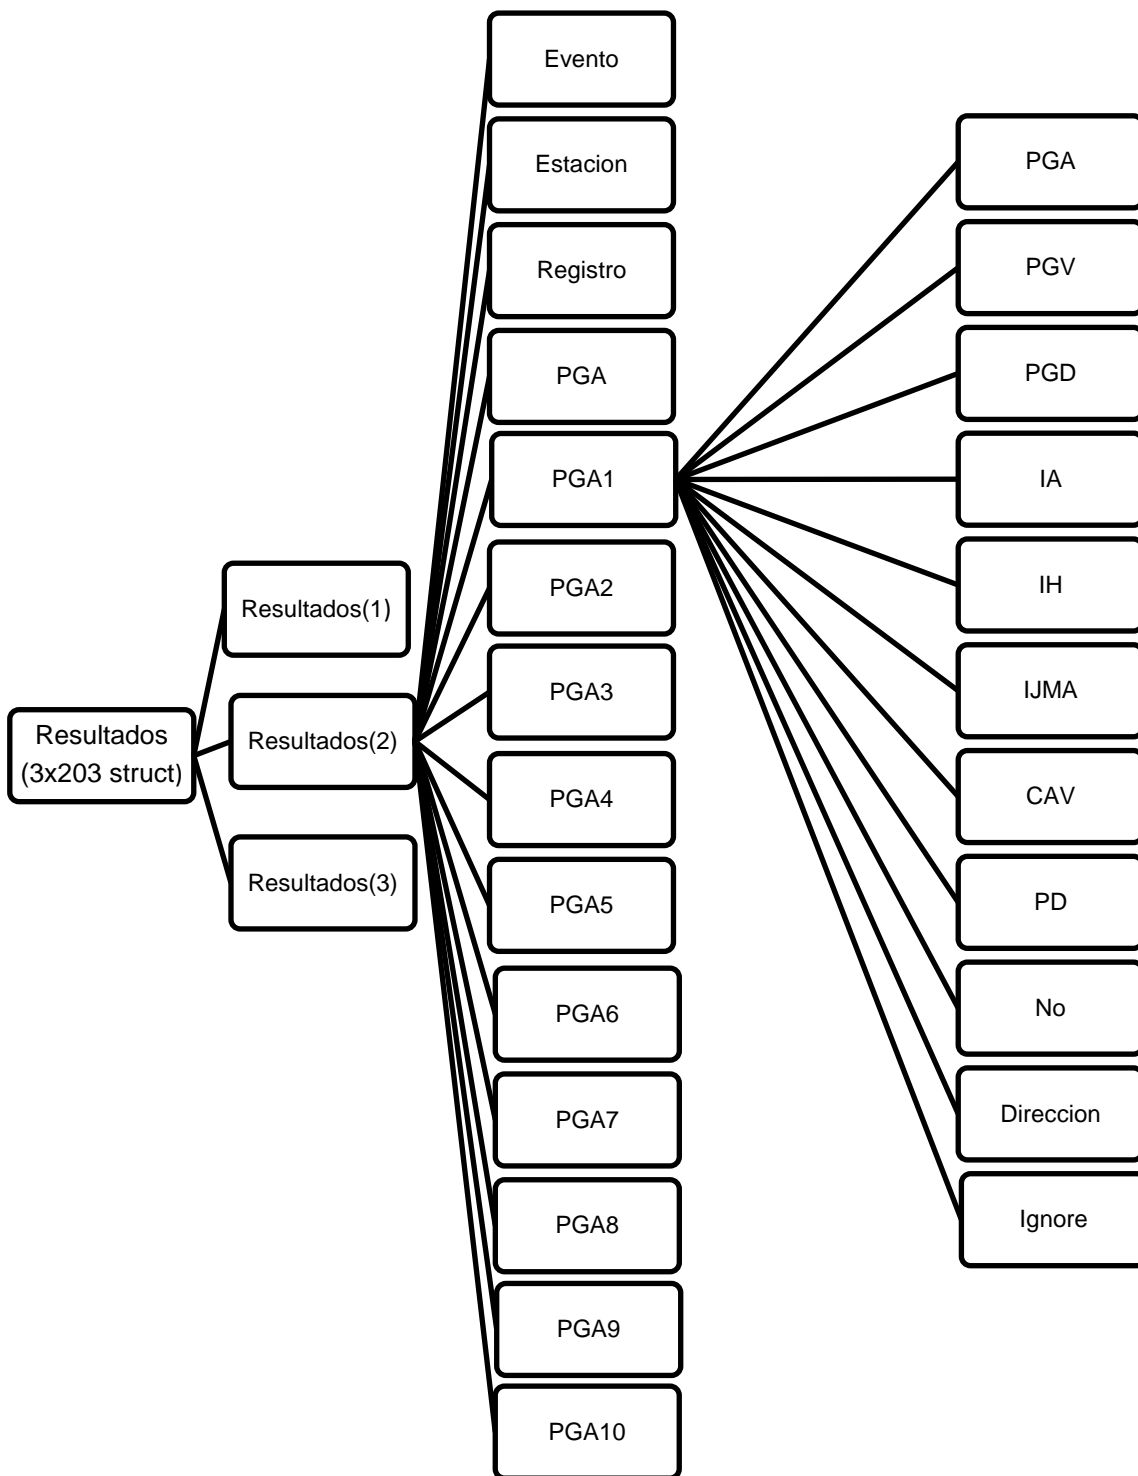 Resultados
(3x203 struct)
Resultados(1)
Resultados(2)
Resultados(3)
Evento
Estacion
Registro
PGA
PGA1
PGA2
PGA3
PGA4
PGA5
PGA6
PGA7
PGA8
PGA9
PGA10
PGA
PGV
PGD
IA
IH
IJMA
CAV
PD
No
Direccion
Ignore